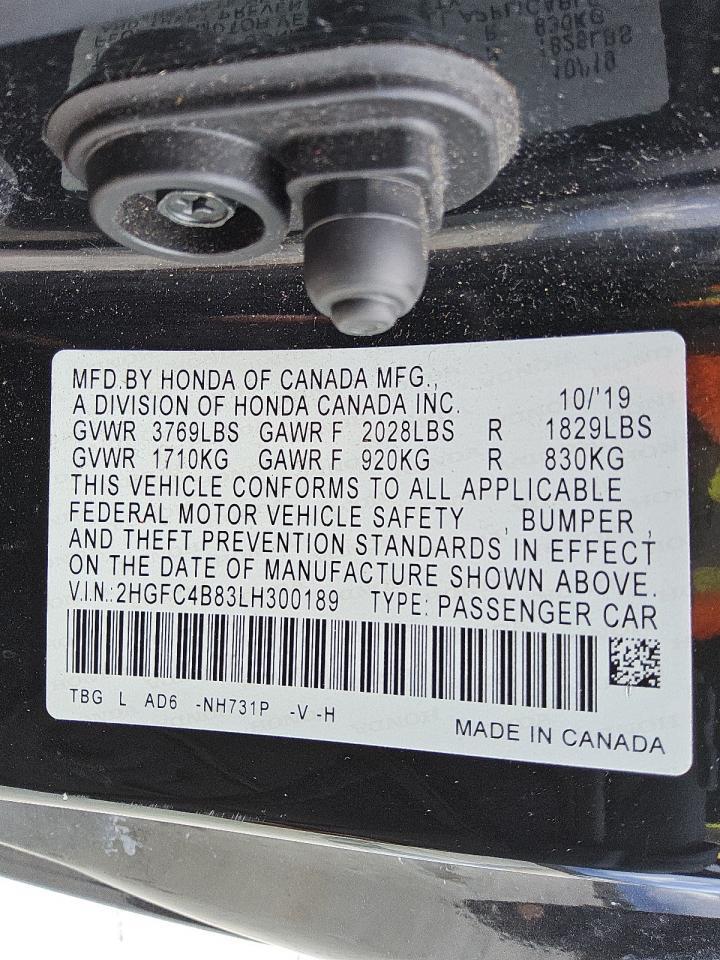 MFD.BY HONDA OF CANADA MFG.,
A DIVISION OF HONDA CANADA INC. 10/'19
GVWR 3769LBS GAWR F 2028LBS R 1829LBS
GVWR 1710KG GAWR F 920KG R 830KG
THIS VEHICLE CONFORMS TO ALL APPLICABLE
FEDERAL MOTOR VEHICLE SAFETY , BUMPER ,
AND THEFT PREVENTION STANDARDS IN EFFECT
ON THE DATE OF MANUFACTURE SHOWN ABOVE.
V.I.N.:2HGFC4B83LH300189 TYPE: PASSENGER CAR
TBG L AD6 -NH731P -V -H
MADE IN CANADA